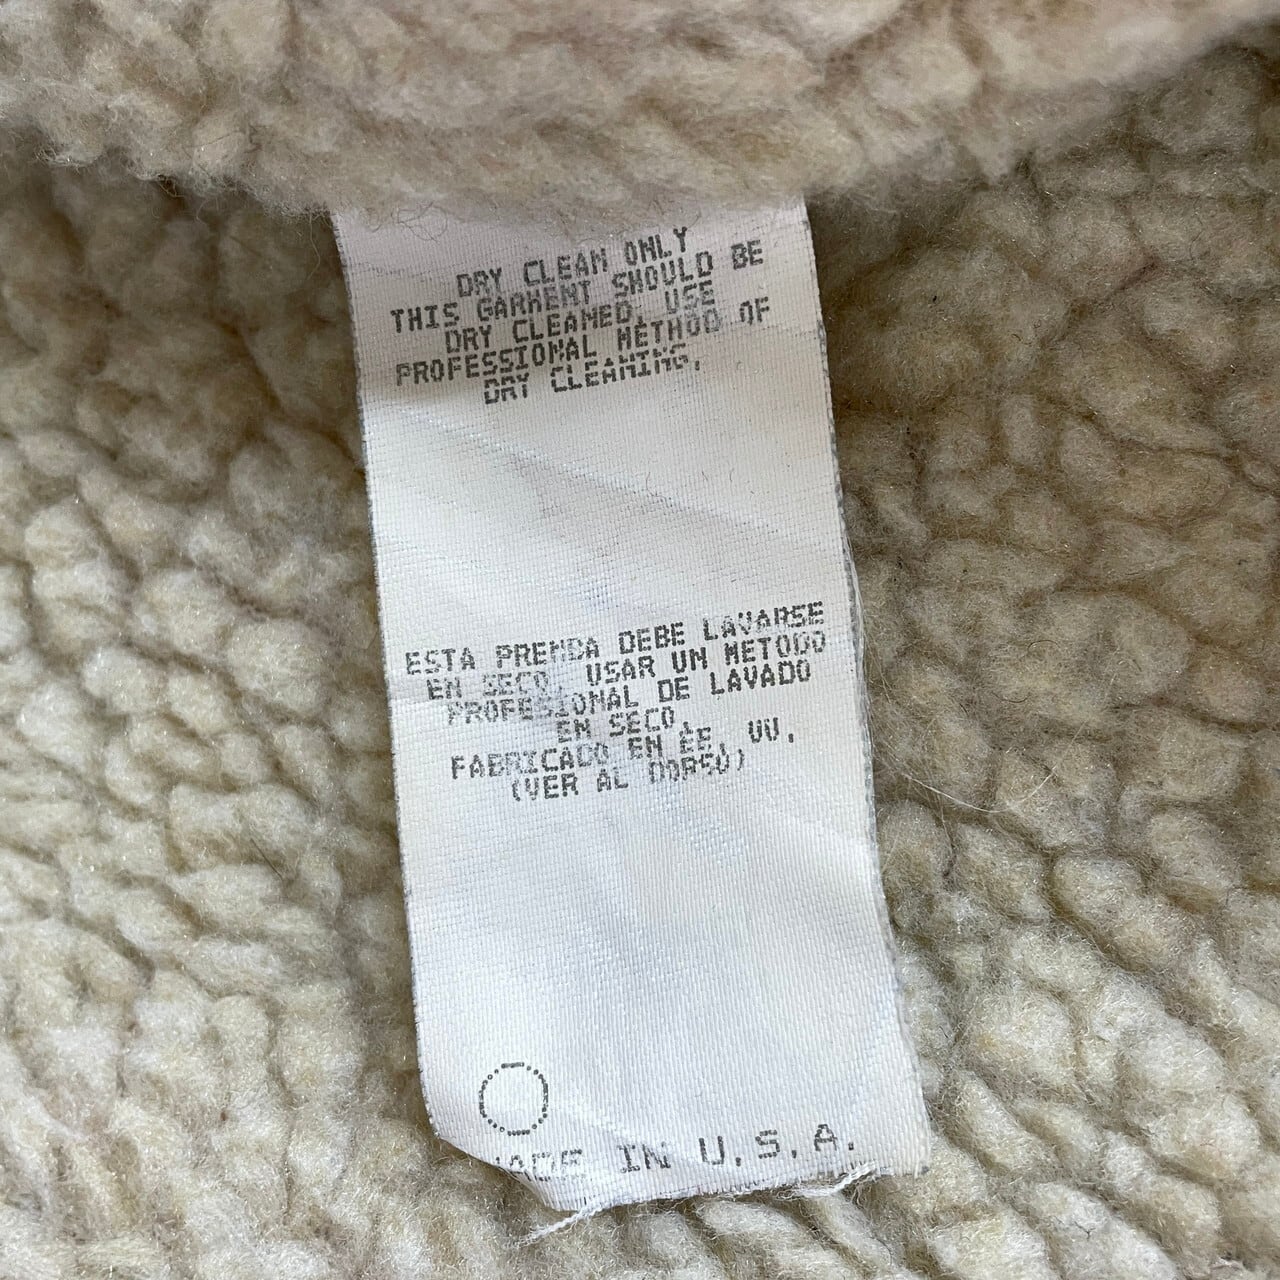 DRY CLEAN ONLY
THIS GARMENT SHOULD BE
DRY CLEANED. USE
PROFESSIONAL METHOD OF
DRY CLEANING.
ESTA PRENDA DEBE LAVARSE
EN SECO. USAR UN METODO
PROFESIONAL DE LAVADO
EN SECO.
FABRICADO EN EE. UU.
(VER AL DORSO)
MADE IN U.S.A.